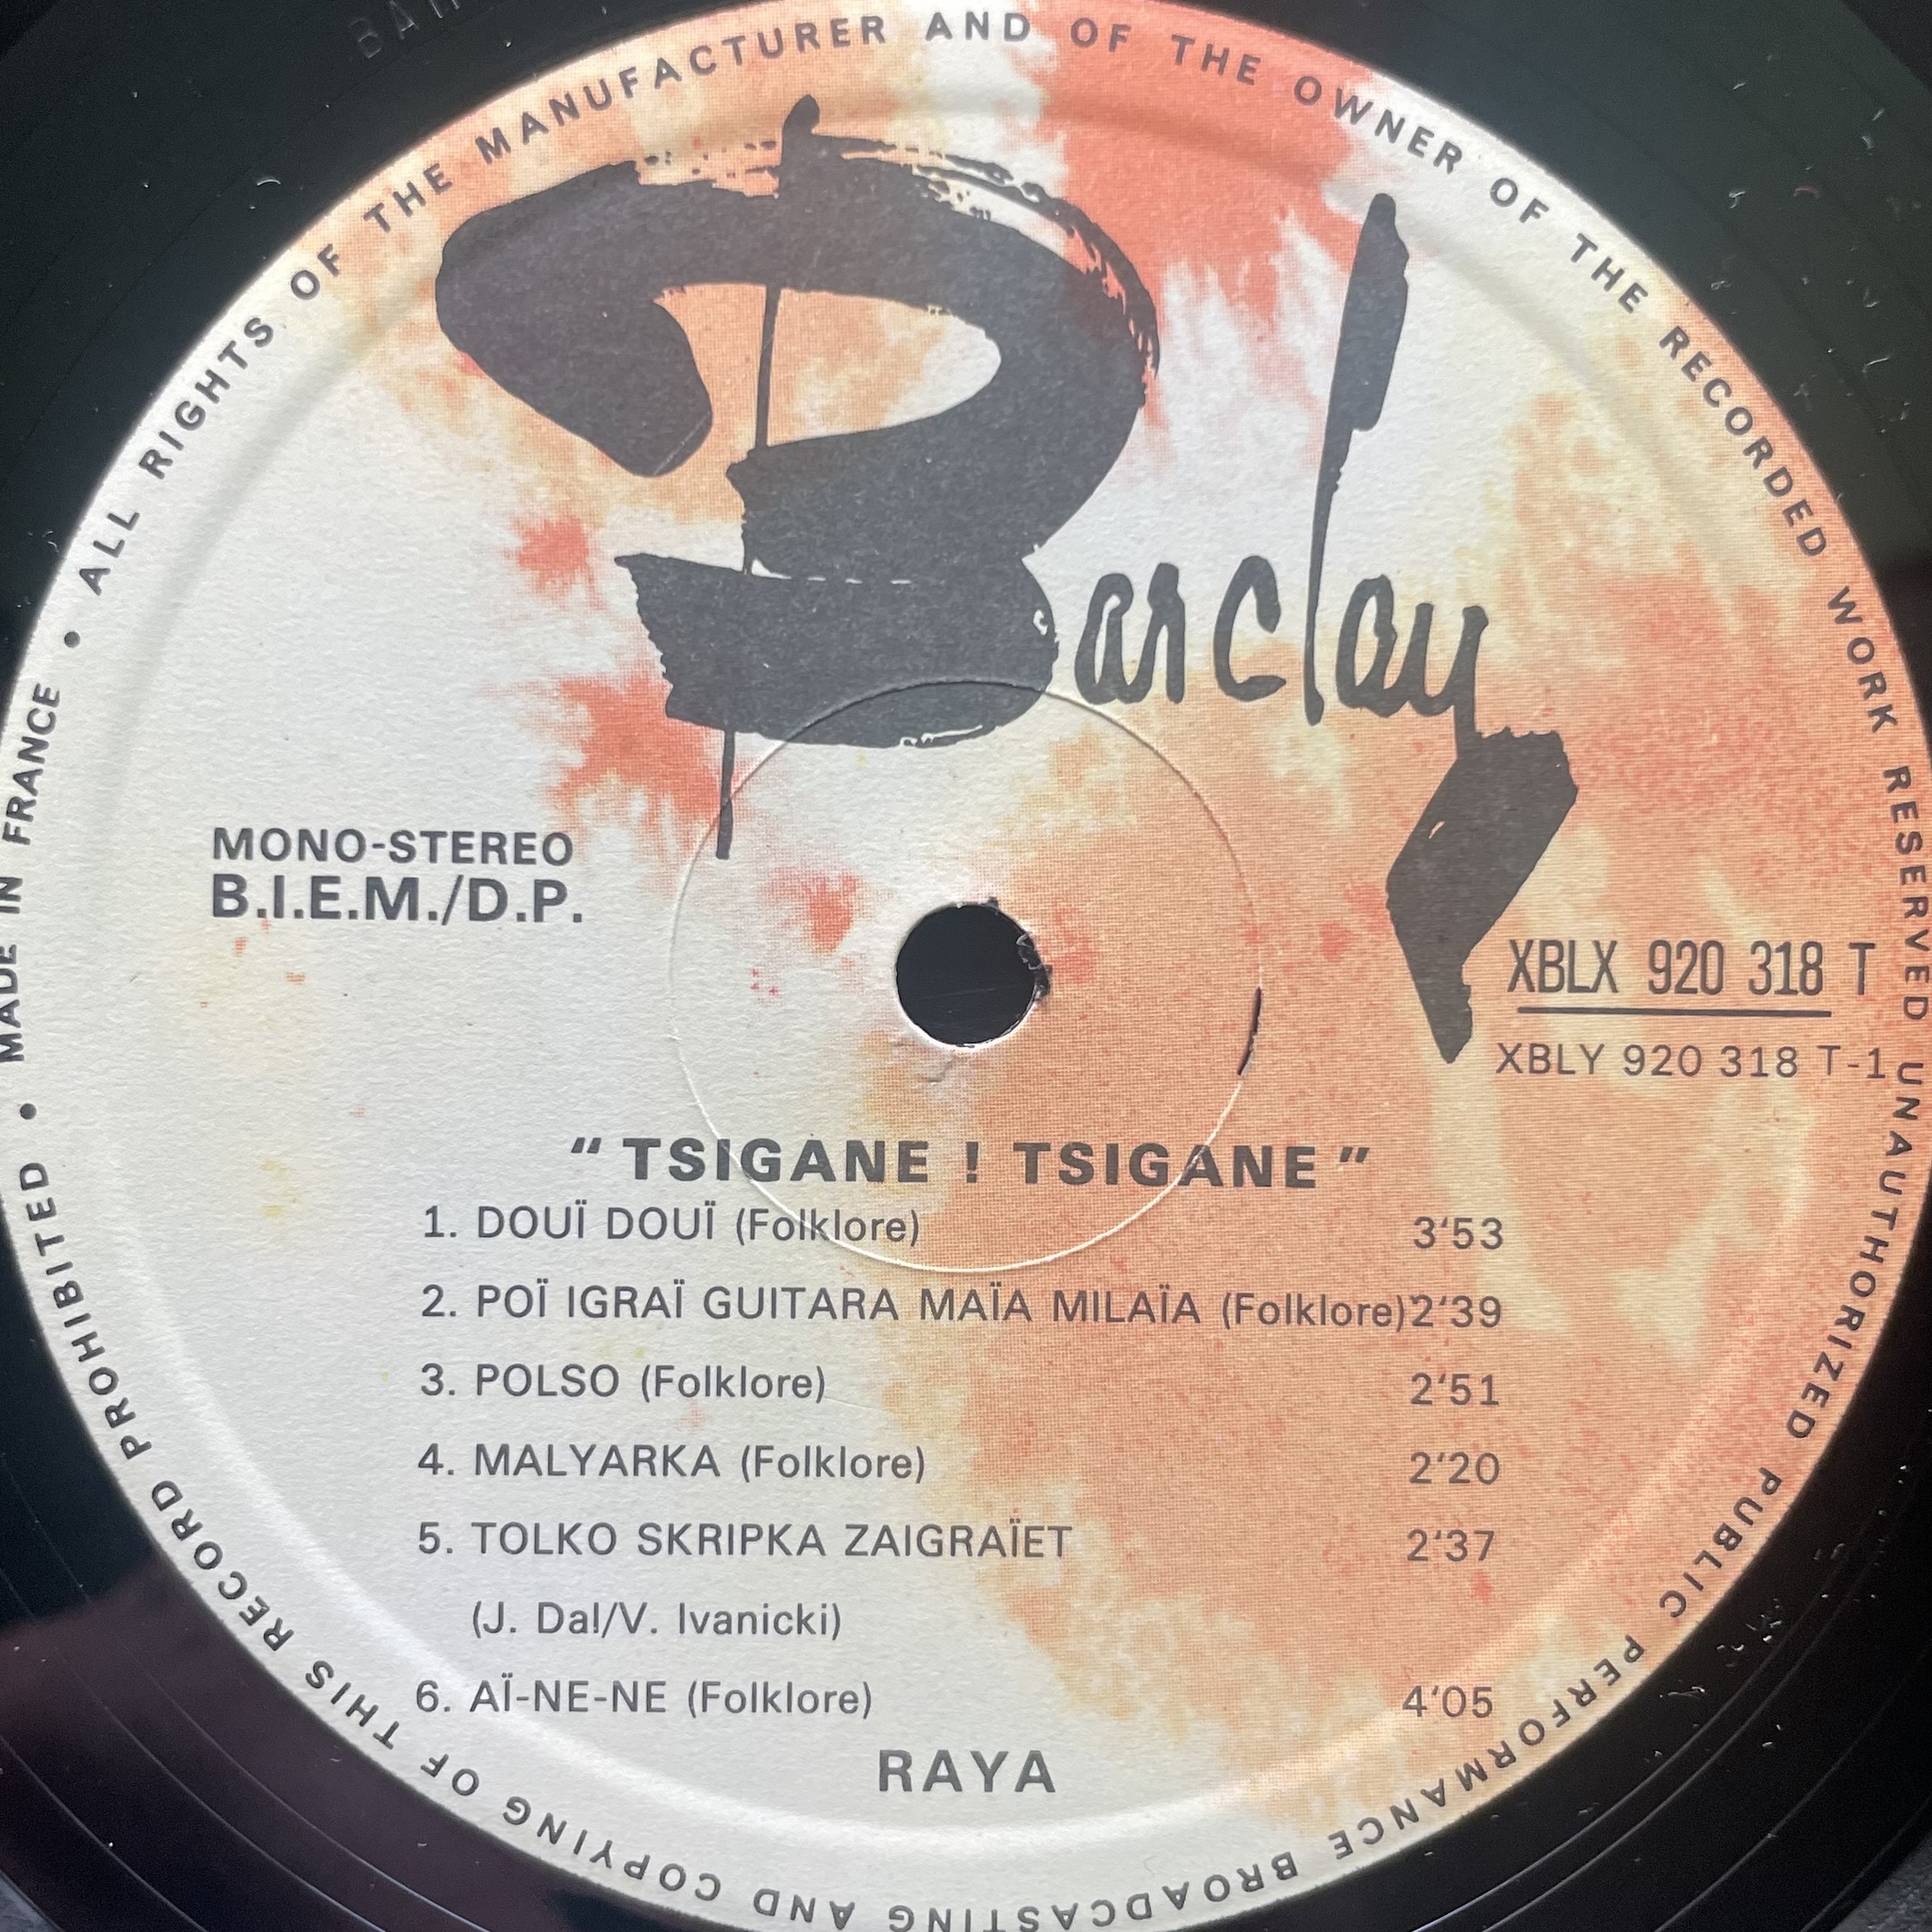 MADE IN FRANCE • ALL RIGHTS OF THE MANUFACTURER AND OF THE OWNER OF THE RECORDED WORK RESERVED UNAUTHORIZED PUBLIC PERFORMANCE BROADCASTING AND COPYING OF THIS RECORD PROHIBITED •
Barclay
MONO-STEREO
B.I.E.M./D.P.
XBLX 920 318 T
XBLY 920 318 T-1
“ TSIGANE ! TSIGANE ”
1. DOUÏ DOUÏ (Folklore) 3‘53
2. POÏ IGRAÏ GUITARA MAÏA MILAÏA (Folklore) 2‘39
3. POLSO (Folklore) 2‘51
4. MALYARKA (Folklore) 2‘20
5. TOLKO SKRIPKA ZAIGRAÏET 2‘37
(J. Dal/V. Ivanicki)
6. AÏ-NE-NE (Folklore) 4‘05
RAYA